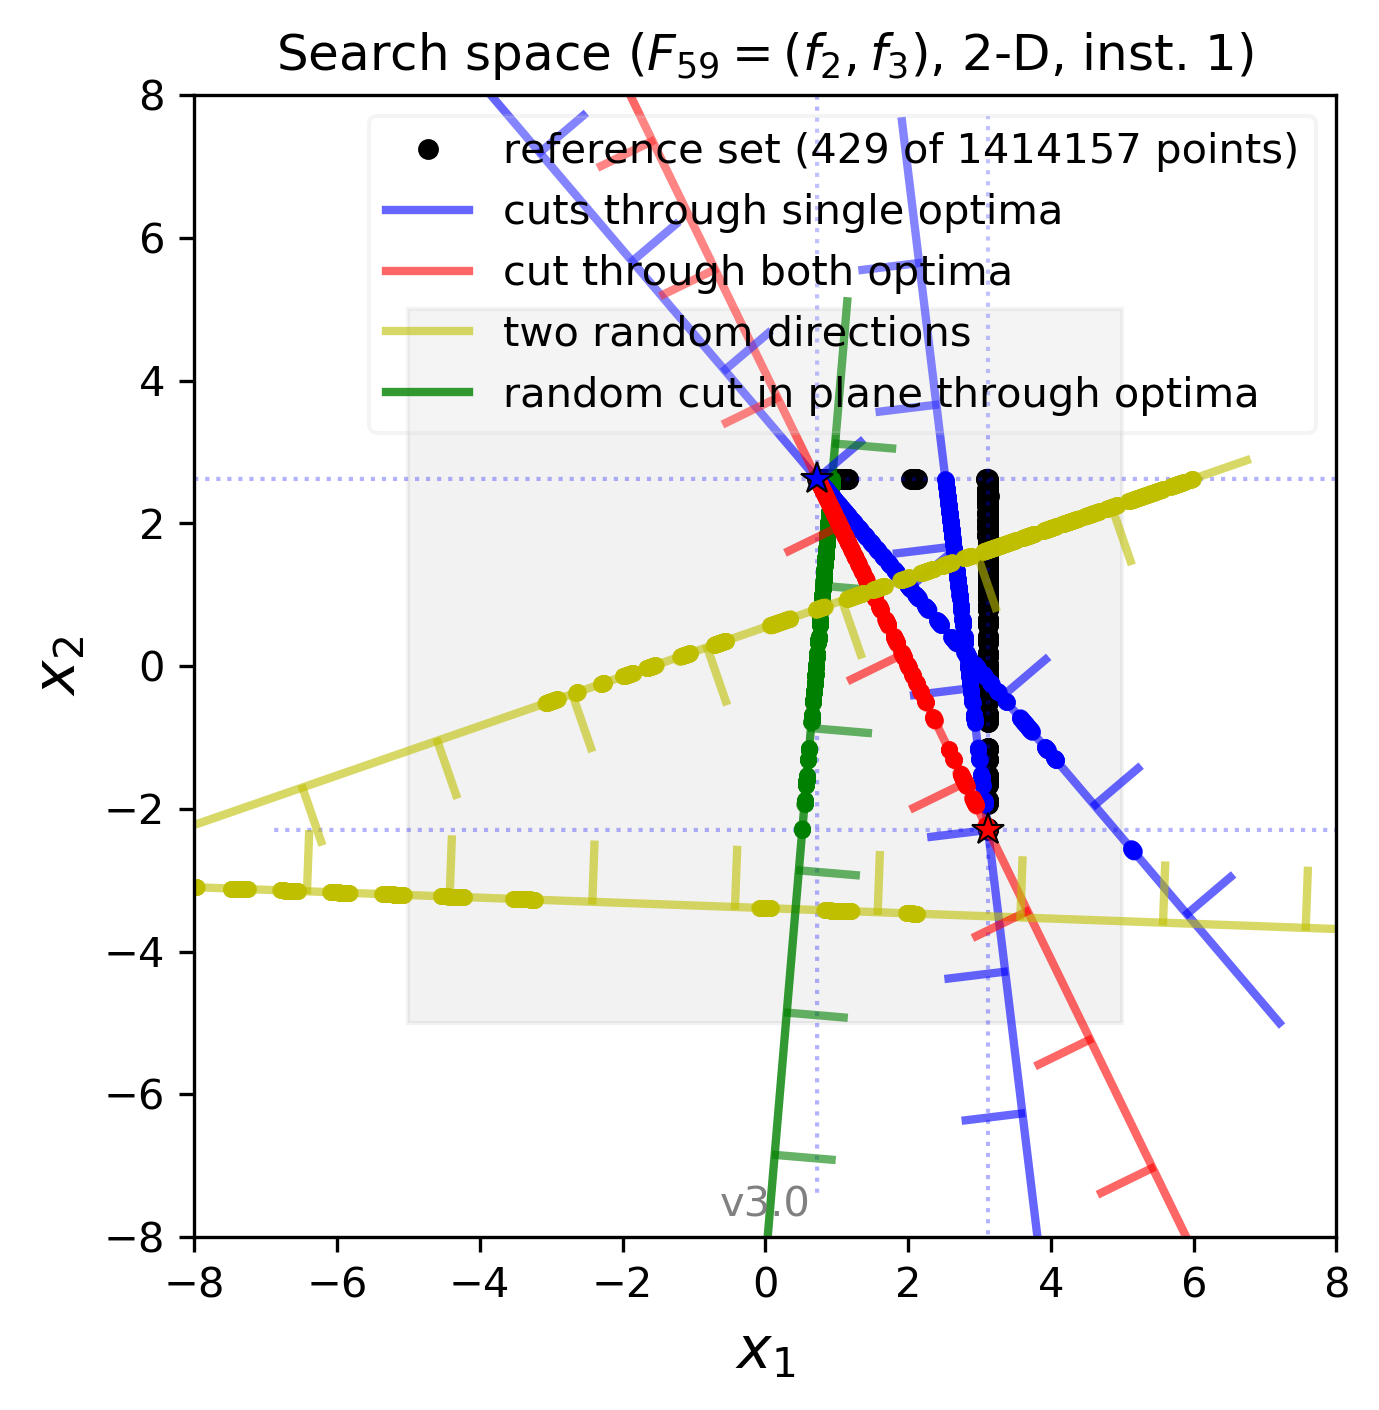 Search space (F₅₉ = (f₂, f₃), 2-D, inst. 1)
reference set (429 of 1414157 points)
cuts through single optima
cut through both optima
two random directions
random cut in plane through optima
8
6
4
2
0
−2
−4
−6
−8
x₂
v3.0
−8 −6 −4 −2 0 2 4 6 8
x₁